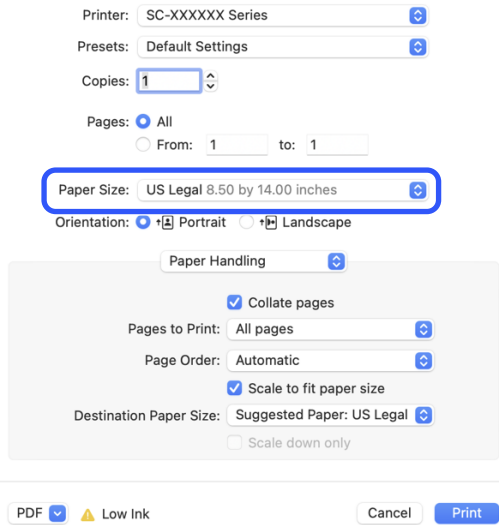 Printer: SC-XXXXXX Series
Presets: Default Settings
Copies: 1
Pages: All
From: 1 to: 1
Paper Size: US Legal 8.50 by 14.00 inches
Orientation: Portrait Landscape
Paper Handling
Collate pages
Pages to Print: All pages
Page Order: Automatic
Scale to fit paper size
Destination Paper Size: Suggested Paper: US Legal
Scale down only
PDF Low Ink Cancel Print